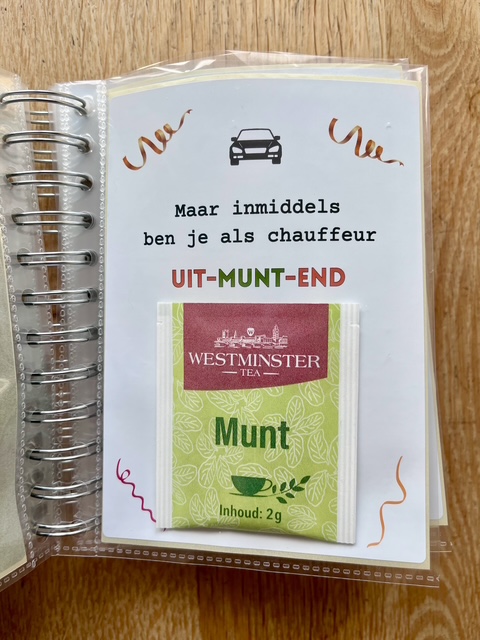 Maar inmiddels
ben je als chauffeur
UIT-MUNT-END
WESTMINSTER
TEA
Munt
Inhoud: 2g